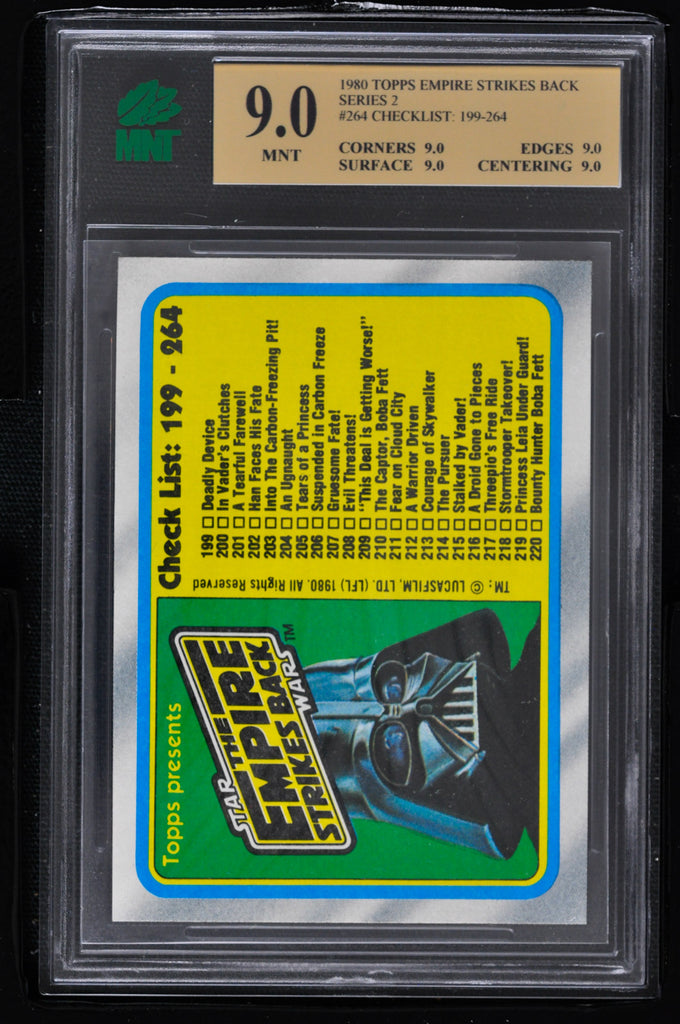 MNT
9.0
MNT
1980 TOPPS EMPIRE STRIKES BACK
SERIES 2
#264 CHECKLIST: 199-264
CORNERS 9.0 EDGES 9.0
SURFACE 9.0 CENTERING 9.0
Topps presents
STAR THE
EMPIRE
STRIKES BACK
WARS TM
TM: © LUCASFILM, LTD. (LFL) 1980. All Rights Reserved
Check List: 199 - 264
199 Deadly Device
200 In Vader's Clutches
201 A Tearful Farewell
202 Han Faces His Fate
203 Into The Carbon-Freezing Pit!
204 An Ugnaught
205 Tears of a Princess
206 Suspended in Carbon Freeze
207 Gruesome Fate!
208 Evil Threatens!
209 "This Deal is Getting Worse!"
210 The Captor, Boba Fett
211 Fear on Cloud City
212 A Warrior Driven
213 Courage of Skywalker
214 The Pursuer
215 Stalked by Vader!
216 A Droid Gone to Pieces
217 Threepio's Free Ride
218 Stormtrooper Takeover!
219 Princess Leia Under Guard!
220 Bounty Hunter Boba Fett